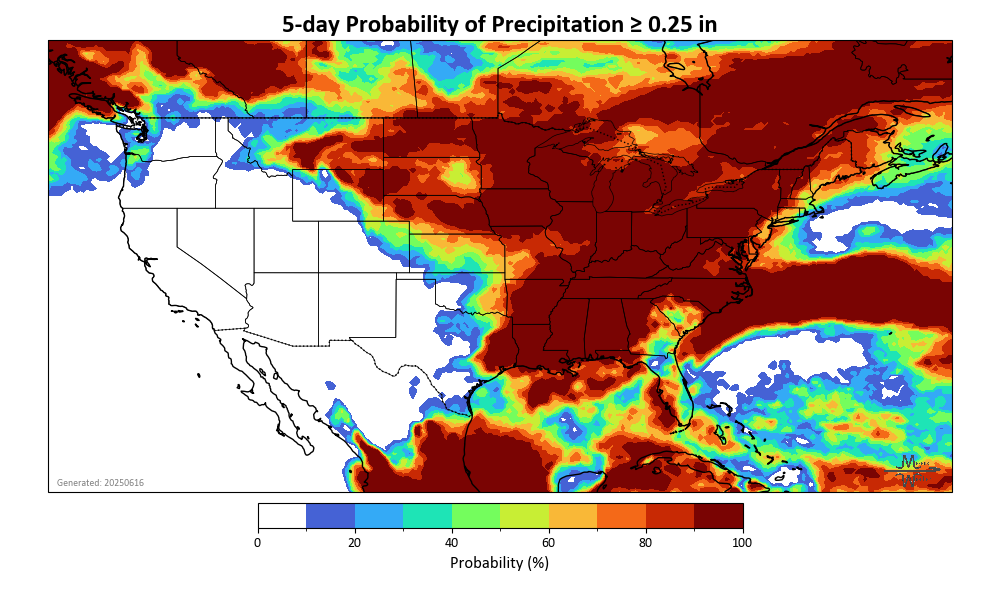 5-day Probability of Precipitation ≥ 0.25 in
Generated: 20250616
0 20 40 60 80 100
Probability (%)